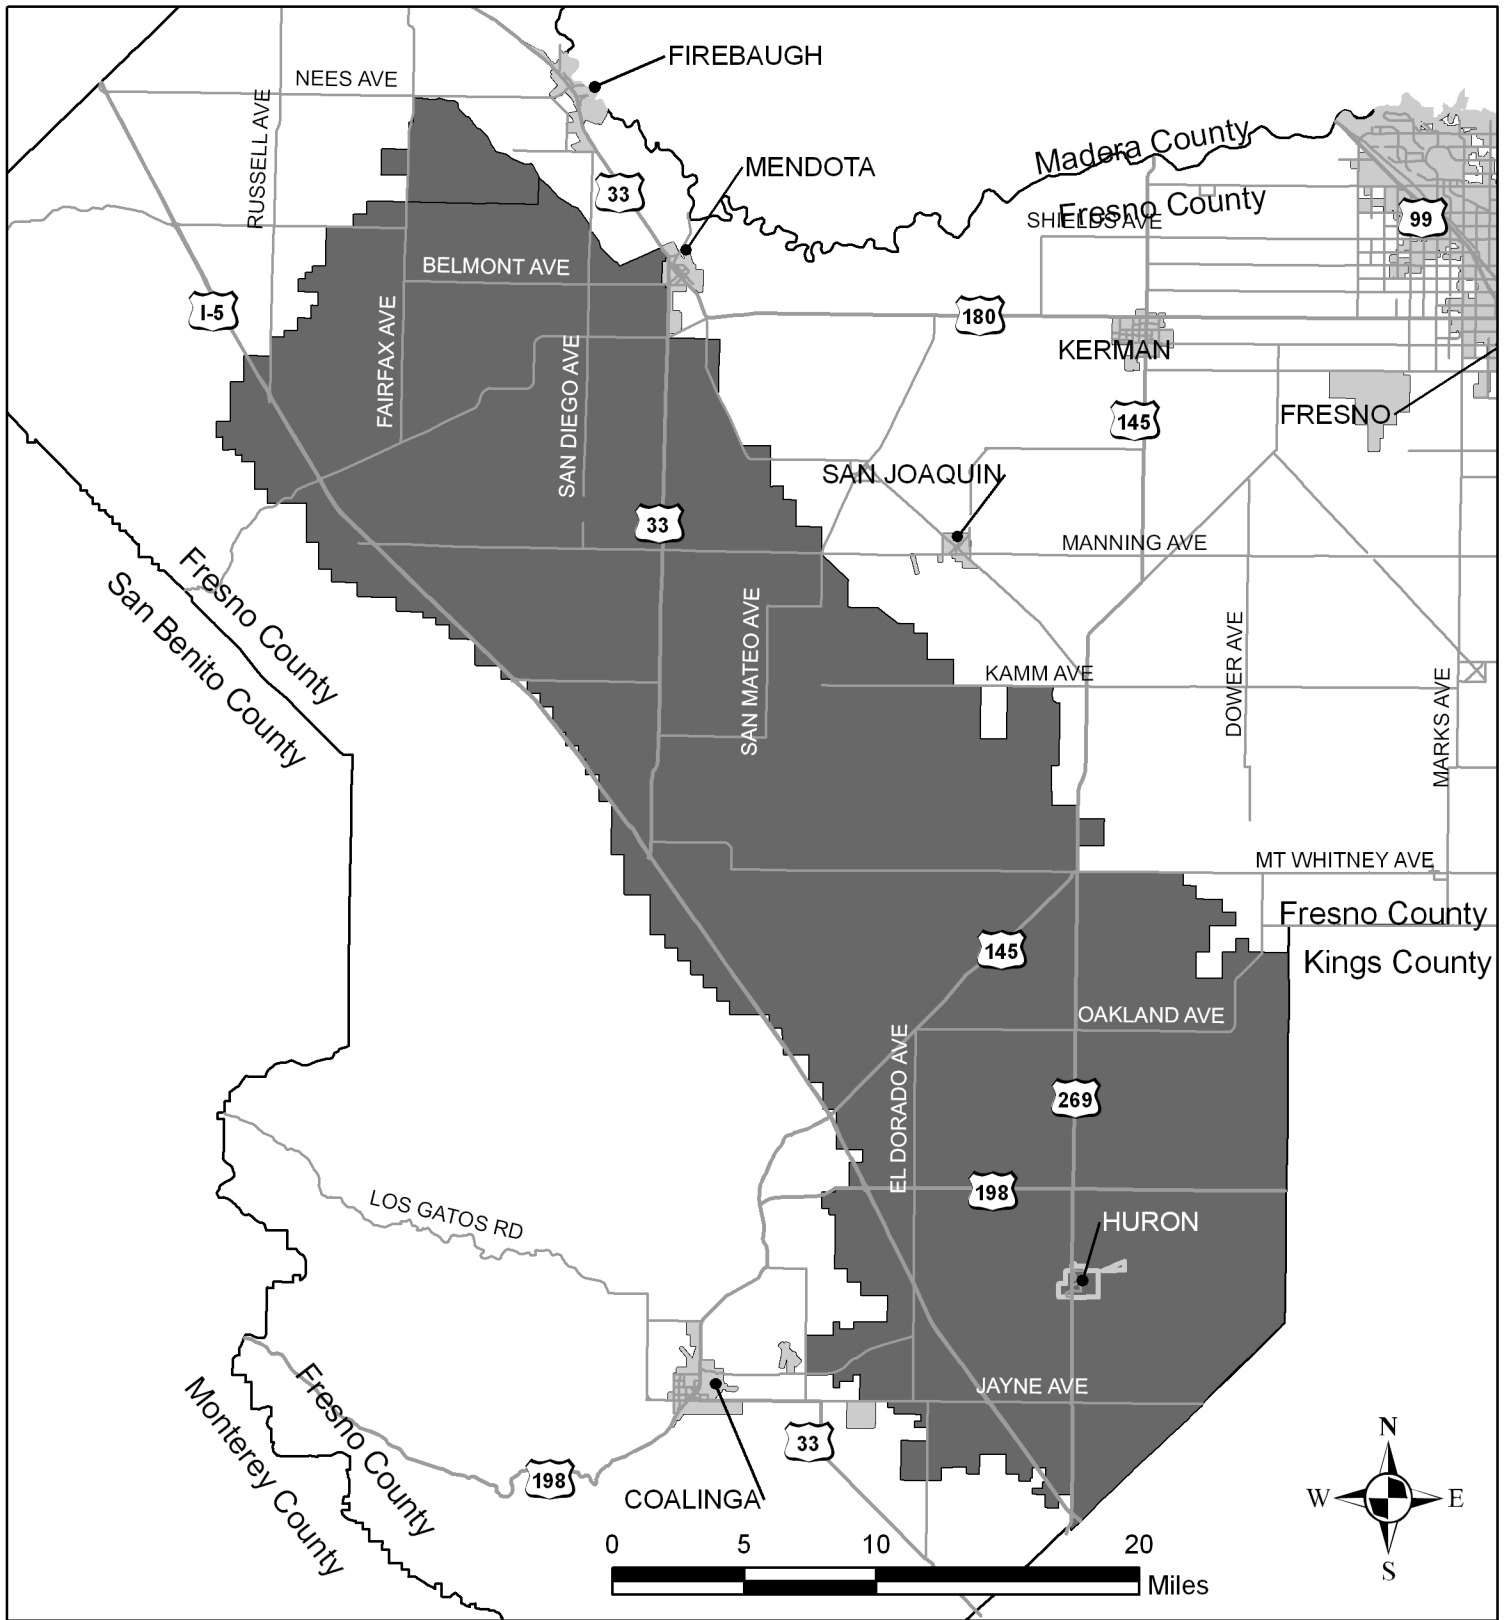 FIREBAUGH
NEES AVE
RUSSELL AVE
Madera County
MENDOTA
33
Fresno County
99
SHIELDS AVE
BELMONT AVE
I-5
FAIRFAX AVE
180
KERMAN
SAN DIEGO AVE
145
FRESNO
SAN JOAQUIN
33
MANNING AVE
Fresno County
San Benito County
SAN MATEO AVE
DOWER AVE
KAMM AVE
MARKS AVE
MT WHITNEY AVE
Fresno County
145
Kings County
OAKLAND AVE
EL DORADO AVE
269
198
LOS GATOS RD
HURON
Fresno County
Monterey County
JAYNE AVE
33
198
COALINGA
N
W
E
S
0 5 10 20
Miles